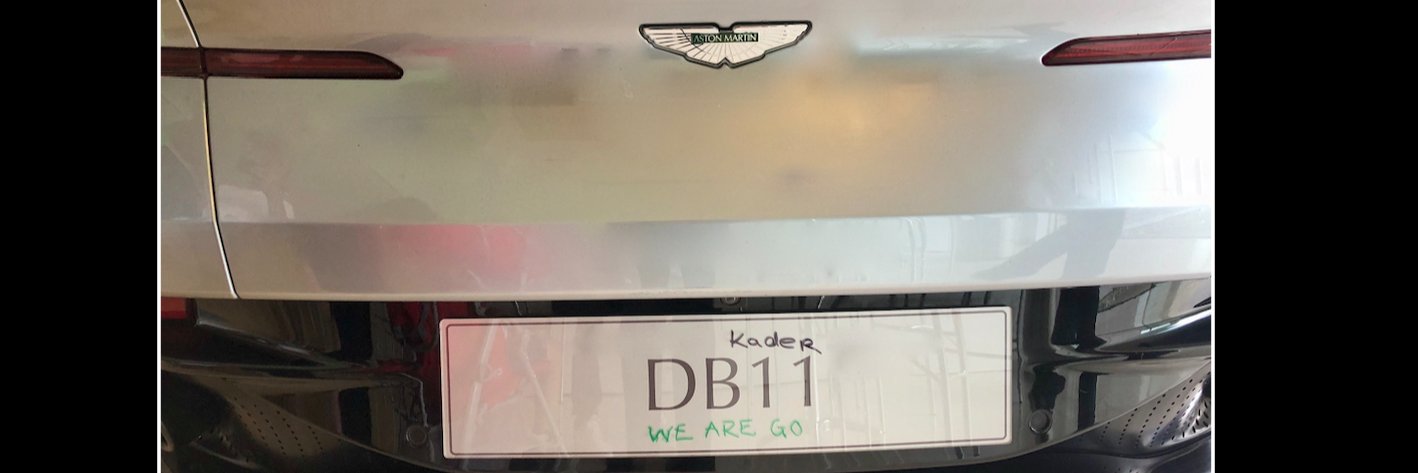 ASTON MARTIN
Kader
DB11
WE ARE GO